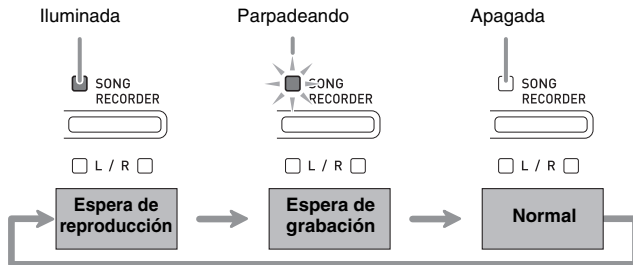 Iluminada
Parpadeando
Apagada
SONG
RECORDER
SONG
RECORDER
SONG
RECORDER
L / R
L / R
L / R
Espera de
reproducción
Espera de
grabación
Normal